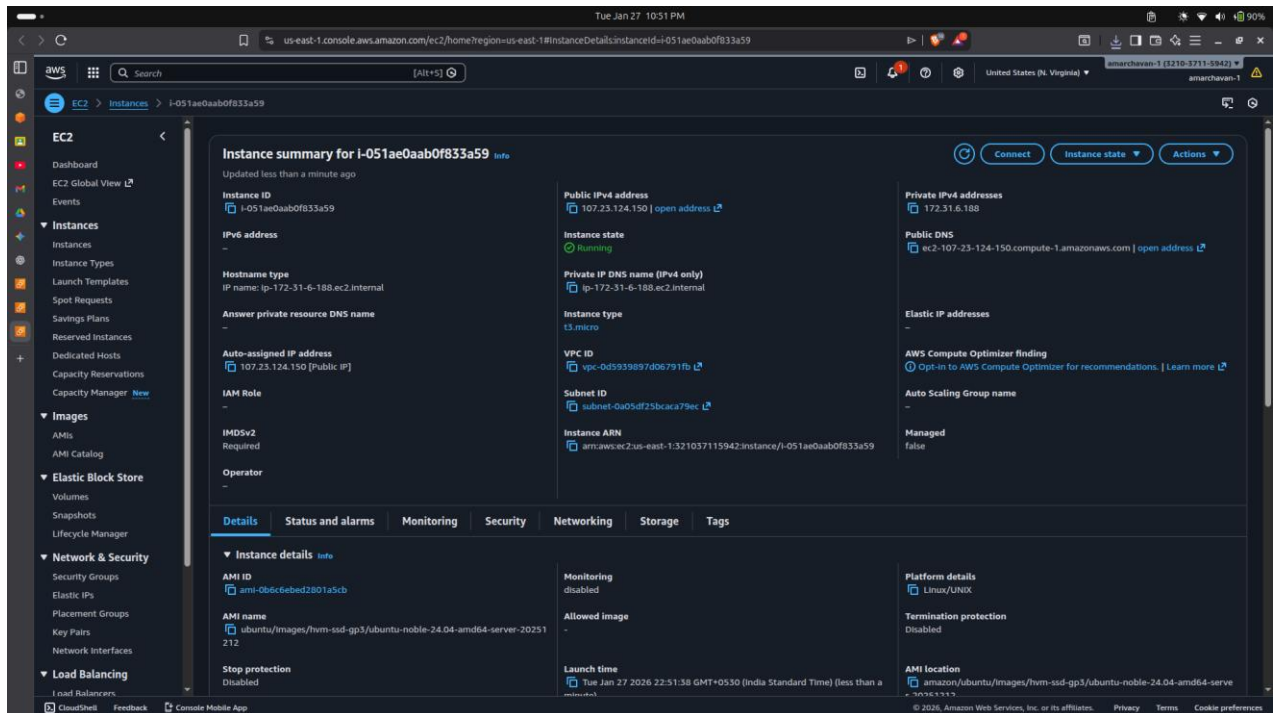 Tue Jan 27 10:51 PM
90%
us-east-1.console.aws.amazon.com/ec2/home?region=us-east-1#InstanceDetails:instanceId=i-051ae0aab0f833a59
aws
Search
[Alt+S]
1
United States (N. Virginia)
amarchavan-1 (3210-3711-5942)
amarchavan-1
EC2 > Instances > i-051ae0aab0f833a59
EC2
Dashboard
EC2 Global View
Events
Instances
Instances
Instance Types
Launch Templates
Spot Requests
Savings Plans
Reserved Instances
Dedicated Hosts
Capacity Reservations
Capacity Manager New
Images
AMIs
AMI Catalog
Elastic Block Store
Volumes
Snapshots
Lifecycle Manager
Network & Security
Security Groups
Elastic IPs
Placement Groups
Key Pairs
Network Interfaces
Load Balancing
Load Balancers
Instance summary for i-051ae0aab0f833a59 Info
Updated less than a minute ago
Connect
Instance state
Actions
Instance ID
i-051ae0aab0f833a59
Public IPv4 address
107.23.124.150 | open address
Private IPv4 addresses
172.31.6.188
IPv6 address
–
Instance state
Running
Public DNS
ec2-107-23-124-150.compute-1.amazonaws.com | open address
Hostname type
IP name: ip-172-31-6-188.ec2.internal
Private IP DNS name (IPv4 only)
ip-172-31-6-188.ec2.internal
Answer private resource DNS name
–
Instance type
t3.micro
Elastic IP addresses
–
Auto-assigned IP address
107.23.124.150 [Public IP]
VPC ID
vpc-0d5939897d06791fb
AWS Compute Optimizer finding
Opt-in to AWS Compute Optimizer for recommendations. | Learn more
IAM Role
–
Subnet ID
subnet-0a05df25bcaca79ec
Auto Scaling Group name
–
IMDSv2
Required
Instance ARN
arn:aws:ec2:us-east-1:321037115942:instance/i-051ae0aab0f833a59
Managed
false
Operator
–
Details
Status and alarms
Monitoring
Security
Networking
Storage
Tags
Instance details Info
AMI ID
ami-0b6c6ebed2801a5cb
Monitoring
disabled
Platform details
Linux/UNIX
AMI name
ubuntu/images/hvm-ssd-gp3/ubuntu-noble-24.04-amd64-server-20251
212
Allowed image
-
Termination protection
Disabled
Stop protection
Disabled
Launch time
Tue Jan 27 2026 22:51:38 GMT+0530 (India Standard Time) (less than a
minute)
AMI location
amazon/ubuntu/images/hvm-ssd-gp3/ubuntu-noble-24.04-amd64-serve
r-20251212
CloudShell
Feedback
Console Mobile App
© 2026, Amazon Web Services, Inc. or its affiliates.
Privacy
Terms
Cookie preferences